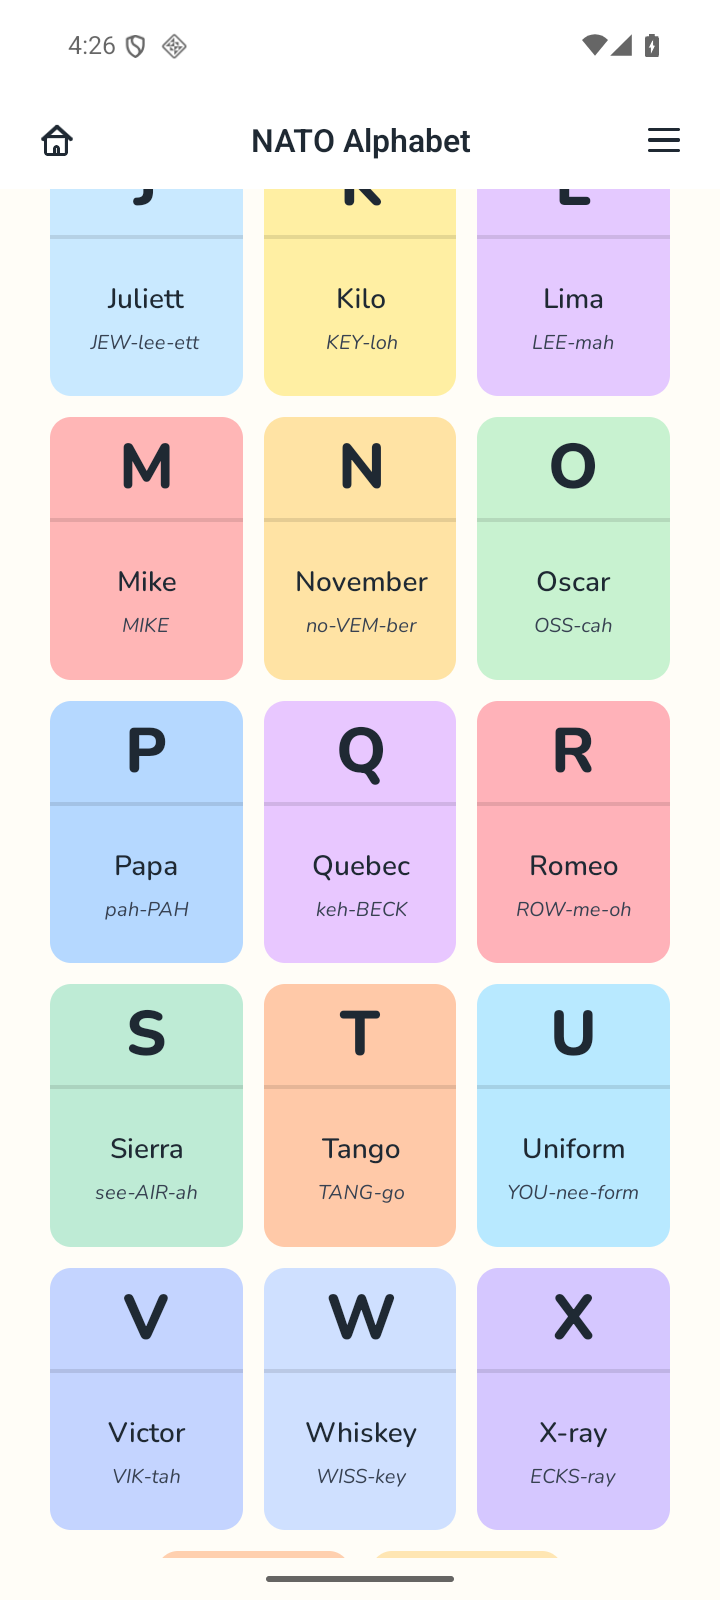 4:26
NATO Alphabet
J K L
Juliett Kilo Lima
JEW-lee-ett KEY-loh LEE-mah
M N O
Mike November Oscar
MIKE no-VEM-ber OSS-cah
P Q R
Papa Quebec Romeo
pah-PAH keh-BECK ROW-me-oh
S T U
Sierra Tango Uniform
see-AIR-ah TANG-go YOU-nee-form
V W X
Victor Whiskey X-ray
VIK-tah WISS-key ECKS-ray